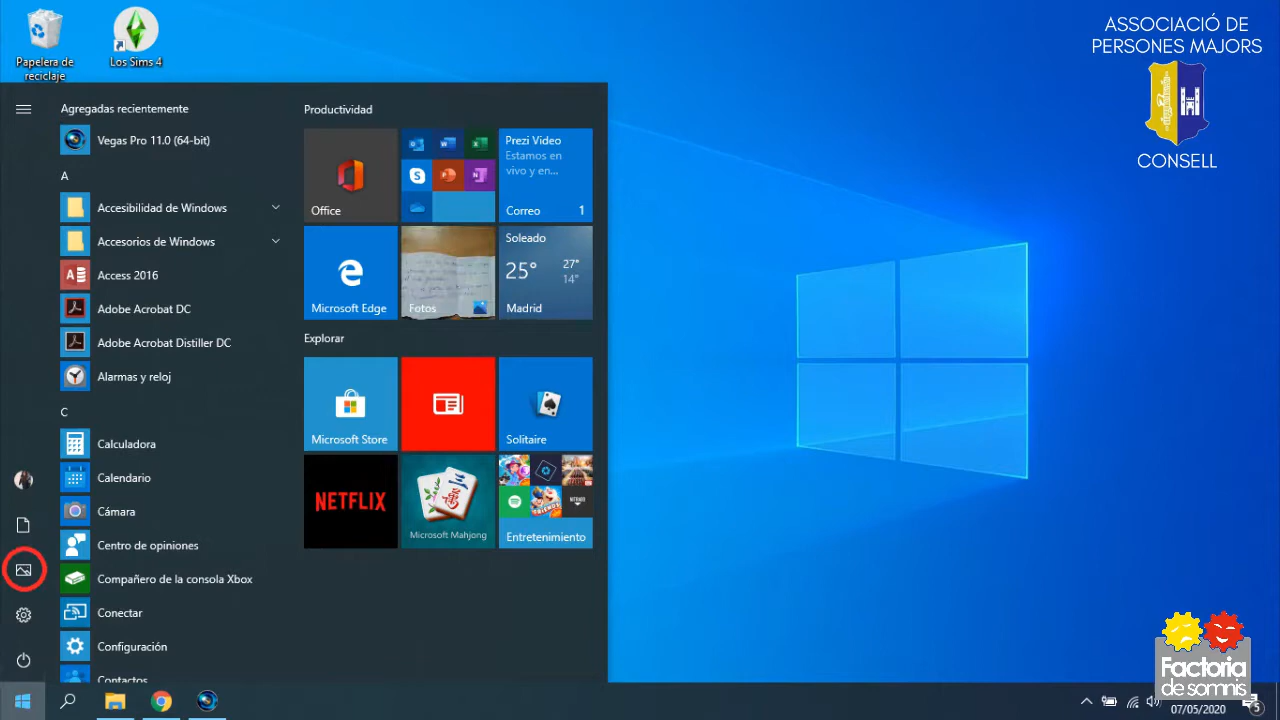 Papelera de
reciclaje
Los Sims 4
ASSOCIACIÓ DE
PERSONES MAJORS
CONSELL
Agregadas recientemente
Vegas Pro 11.0 (64-bit)
A
Accesibilidad de Windows
Accesorios de Windows
Access 2016
Adobe Acrobat DC
Adobe Acrobat Distiller DC
Alarmas y reloj
C
Calculadora
Calendario
Cámara
Centro de opiniones
Compañero de la consola Xbox
Conectar
Configuración
Contactos
Productividad
Office
Prezi Video
Estamos en
vivo y en...
Correo 1
Microsoft Edge
Fotos
Soleado
25° 27°
14°
Madrid
Explorar
Microsoft Store
Solitaire
NETFLIX
Microsoft Mahjong
Entretenimiento
Factoria
de somnis
07/05/2020
5